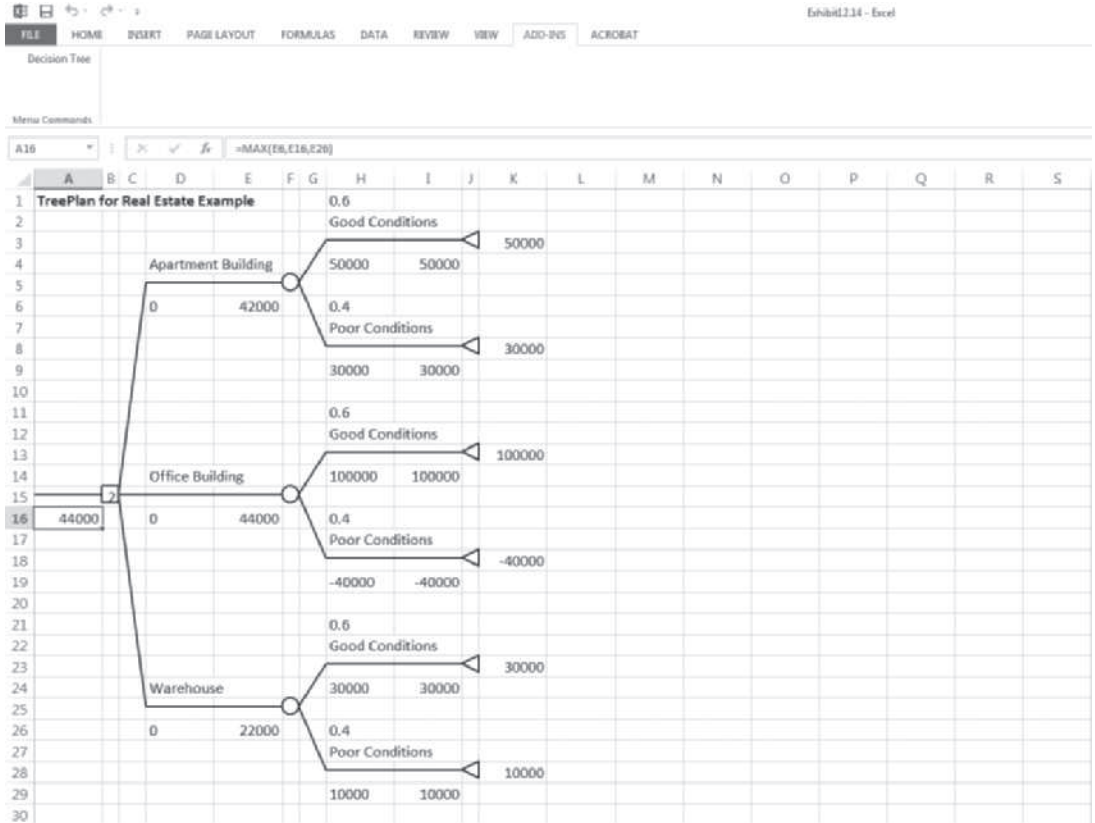 Exhibit12.14 - Excel
FILE HOME INSERT PAGE LAYOUT FORMULAS DATA REVIEW VIEW ADD-INS ACROBAT
Decision Tree
Menu Commands
A16 fx =MAX(E6,E16,E26)
A B C D E F G H I J K L M N O P Q R S
1 TreePlan for Real Estate Example 0.6
2 Good Conditions
3 50000
4 Apartment Building 50000 50000
5
6 0 42000 0.4
7 Poor Conditions
8 30000
9 30000 30000
10
11 0.6
12 Good Conditions
13 100000
14 Office Building 100000 100000
15 2
16 44000 0 44000 0.4
17 Poor Conditions
18 -40000
19 -40000 -40000
20
21 0.6
22 Good Conditions
23 30000
24 Warehouse 30000 30000
25
26 0 22000 0.4
27 Poor Conditions
28 10000
29 10000 10000
30